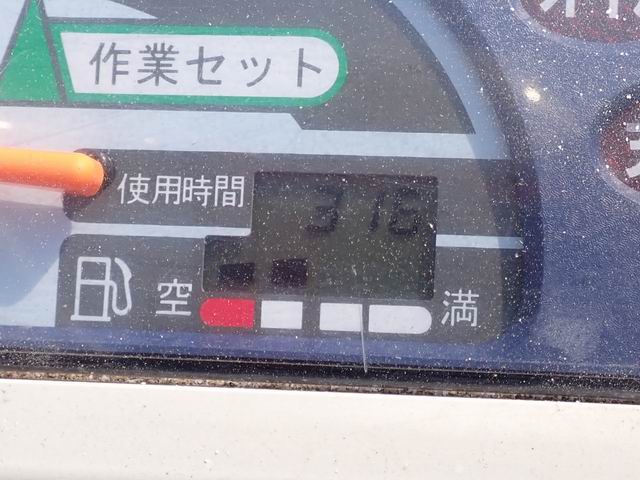 作業セット
使用時間 316
空 満